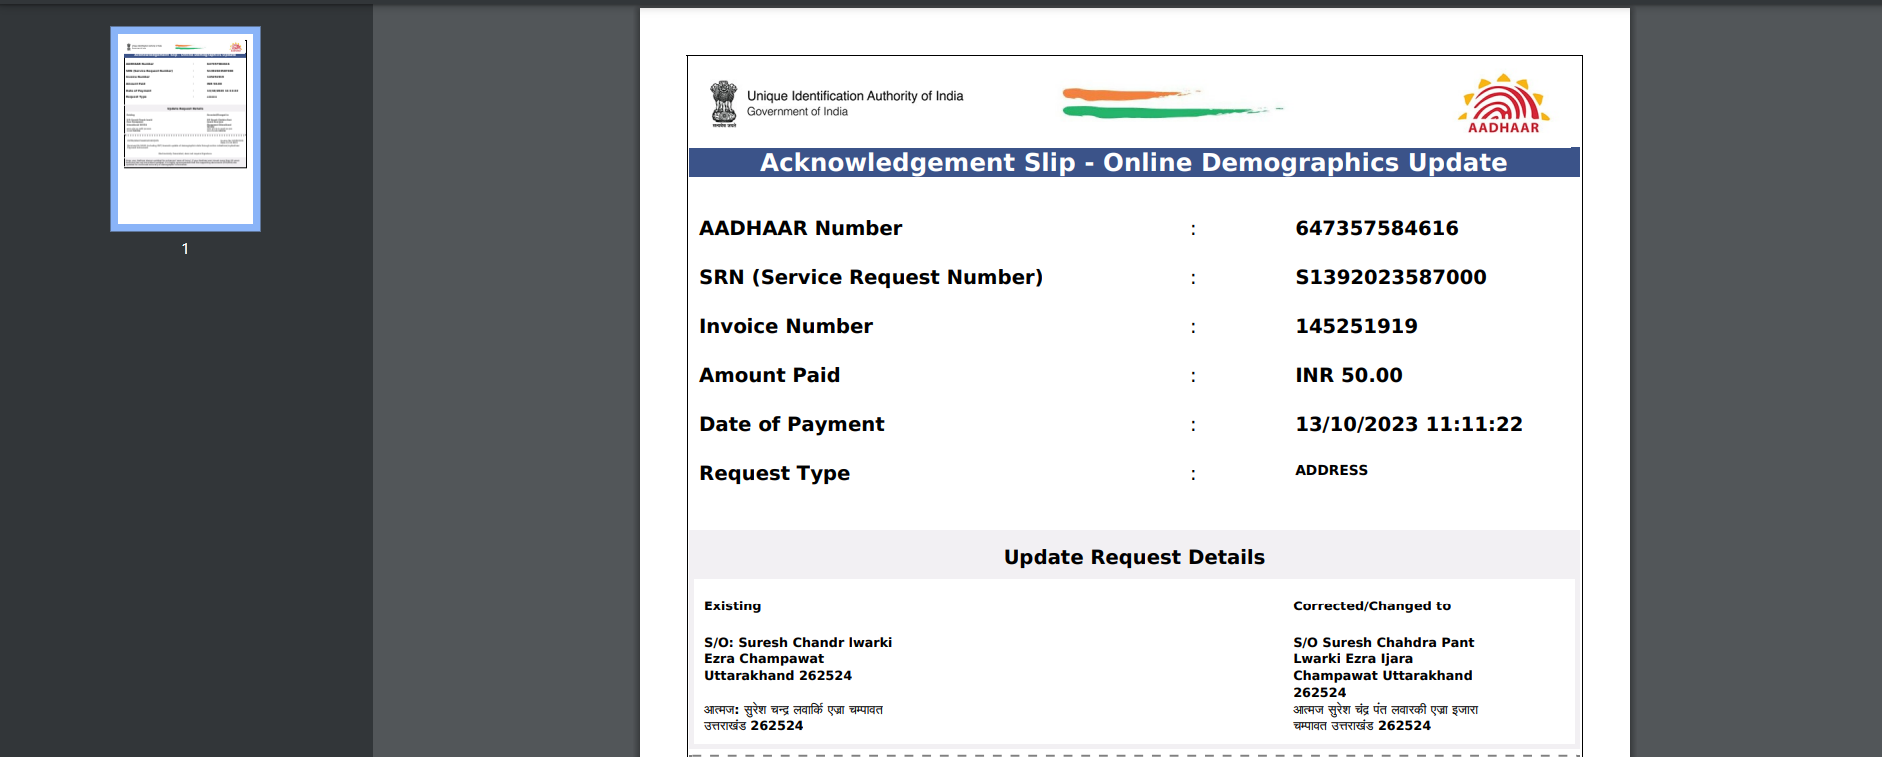 1
Unique Identification Authority of India
Government of India
सत्यमेव जयते
AADHAAR
Acknowledgement Slip - Online Demographics Update
AADHAAR Number : 647357584616
SRN (Service Request Number) : S1392023587000
Invoice Number : 145251919
Amount Paid : INR 50.00
Date of Payment : 13/10/2023 11:11:22
Request Type : ADDRESS
Update Request Details
Existing
S/O: Suresh Chandr lwarki
Ezra Champawat
Uttarakhand 262524
आत्मज: सुरेश चन्द्र लवार्कि एज्रा चम्पावत
उत्तराखंड 262524
Corrected/Changed to
S/O Suresh Chahdra Pant
Lwarki Ezra Ijara
Champawat Uttarakhand
262524
आत्मज सुरेश चंद्र पंत लवारकी एज्रा इजारा
चम्पावत उत्तराखंड 262524